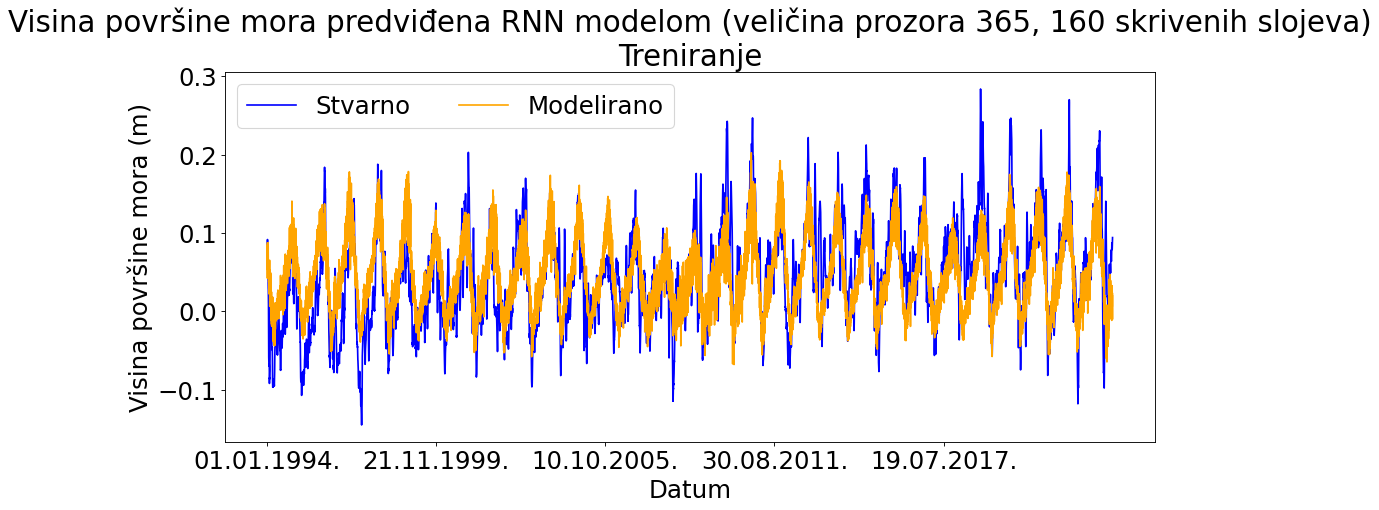 Visina površine mora predviđena RNN modelom (veličina prozora 365, 160 skrivenih slojeva)
Treniranje
Stvarno
Modelirano
Visina površine mora (m)
0.3
0.2
0.1
0.0
−0.1
01.01.1994.
21.11.1999.
10.10.2005.
30.08.2011.
19.07.2017.
Datum